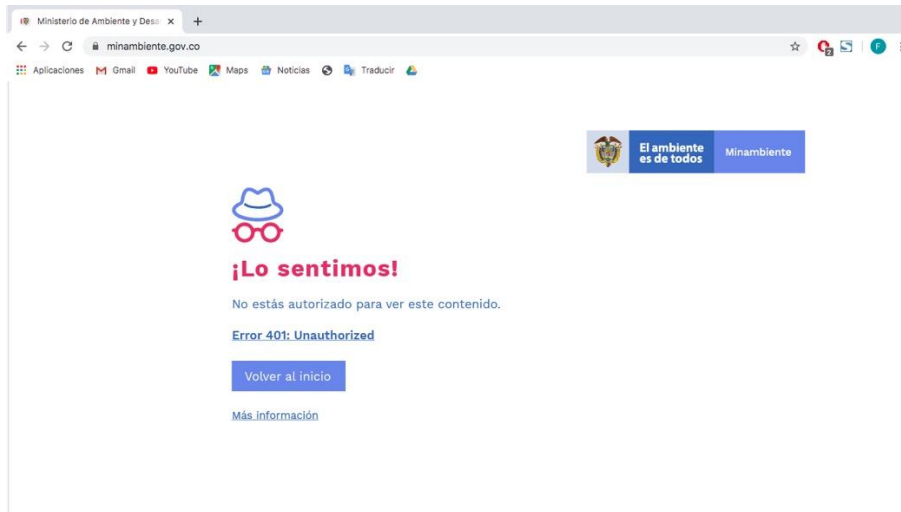 Ministerio de Ambiente y Desa
minambiente.gov.co
2
F
Aplicaciones Gmail YouTube Maps Noticias Traducir
El ambiente
es de todos
Minambiente
¡Lo sentimos!
No estás autorizado para ver este contenido.
Error 401: Unauthorized
Volver al inicio
Más información